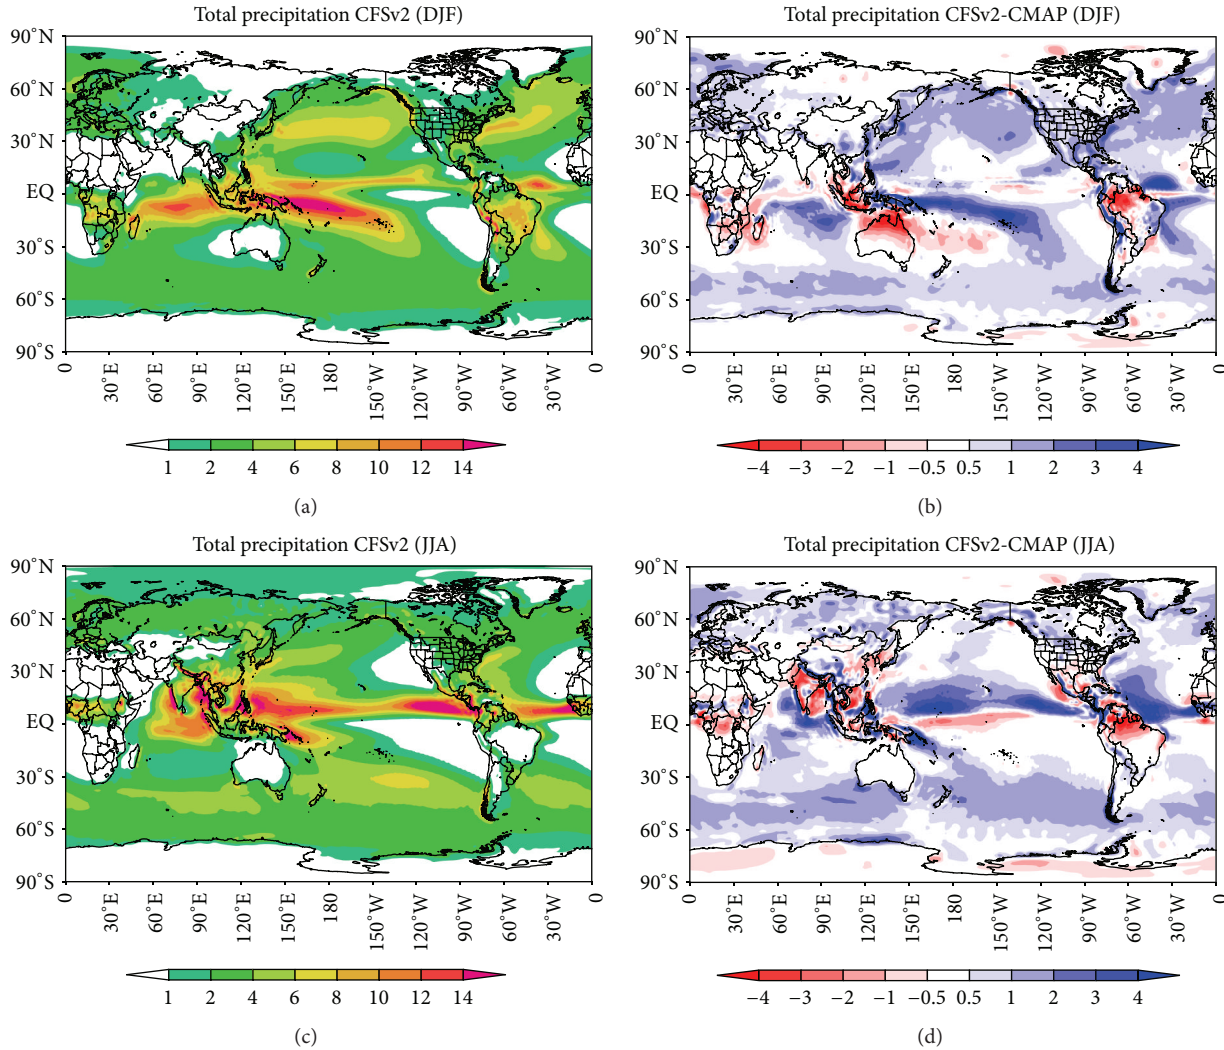 Total precipitation CFSv2 (DJF)
90°N
60°N
30°N
EQ
30°S
60°S
90°S
0 30°E 60°E 90°E 120°E 150°E 180 150°W 120°W 90°W 60°W 30°W 0
1 2 4 6 8 10 12 14
(a)
Total precipitation CFSv2-CMAP (DJF)
90°N
60°N
30°N
EQ
30°S
60°S
90°S
0 30°E 60°E 90°E 120°E 150°E 180 150°W 120°W 90°W 60°W 30°W 0
−4 −3 −2 −1 −0.5 0.5 1 2 3 4
(b)
Total precipitation CFSv2 (JJA)
90°N
60°N
30°N
EQ
30°S
60°S
90°S
0 30°E 60°E 90°E 120°E 150°E 180 150°W 120°W 90°W 60°W 30°W 0
1 2 4 6 8 10 12 14
(c)
Total precipitation CFSv2-CMAP (JJA)
90°N
60°N
30°N
EQ
30°S
60°S
90°S
0 30°E 60°E 90°E 120°E 150°E 180 150°W 120°W 90°W 60°W 30°W 0
−4 −3 −2 −1 −0.5 0.5 1 2 3 4
(d)